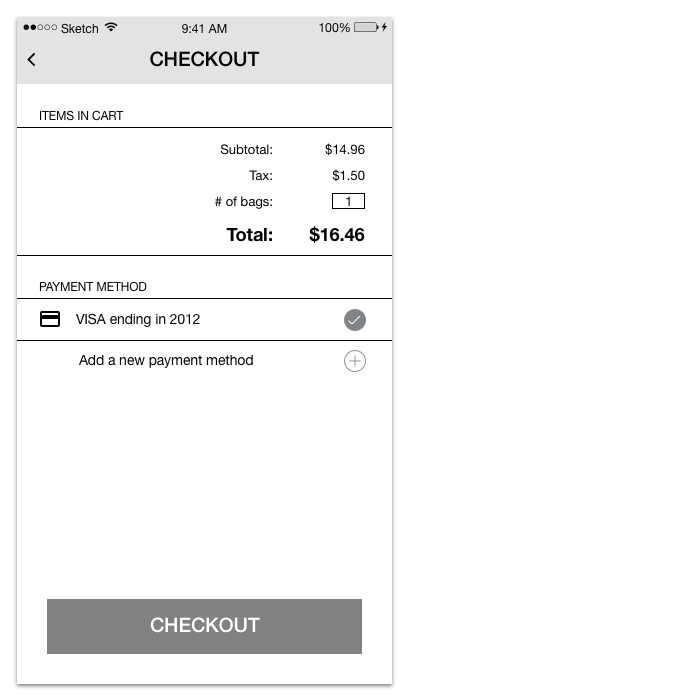 Sketch 9:41 AM 100%
CHECKOUT
ITEMS IN CART
Subtotal: $14.96
Tax: $1.50
# of bags: 1
Total: $16.46
PAYMENT METHOD
VISA ending in 2012
Add a new payment method
CHECKOUT